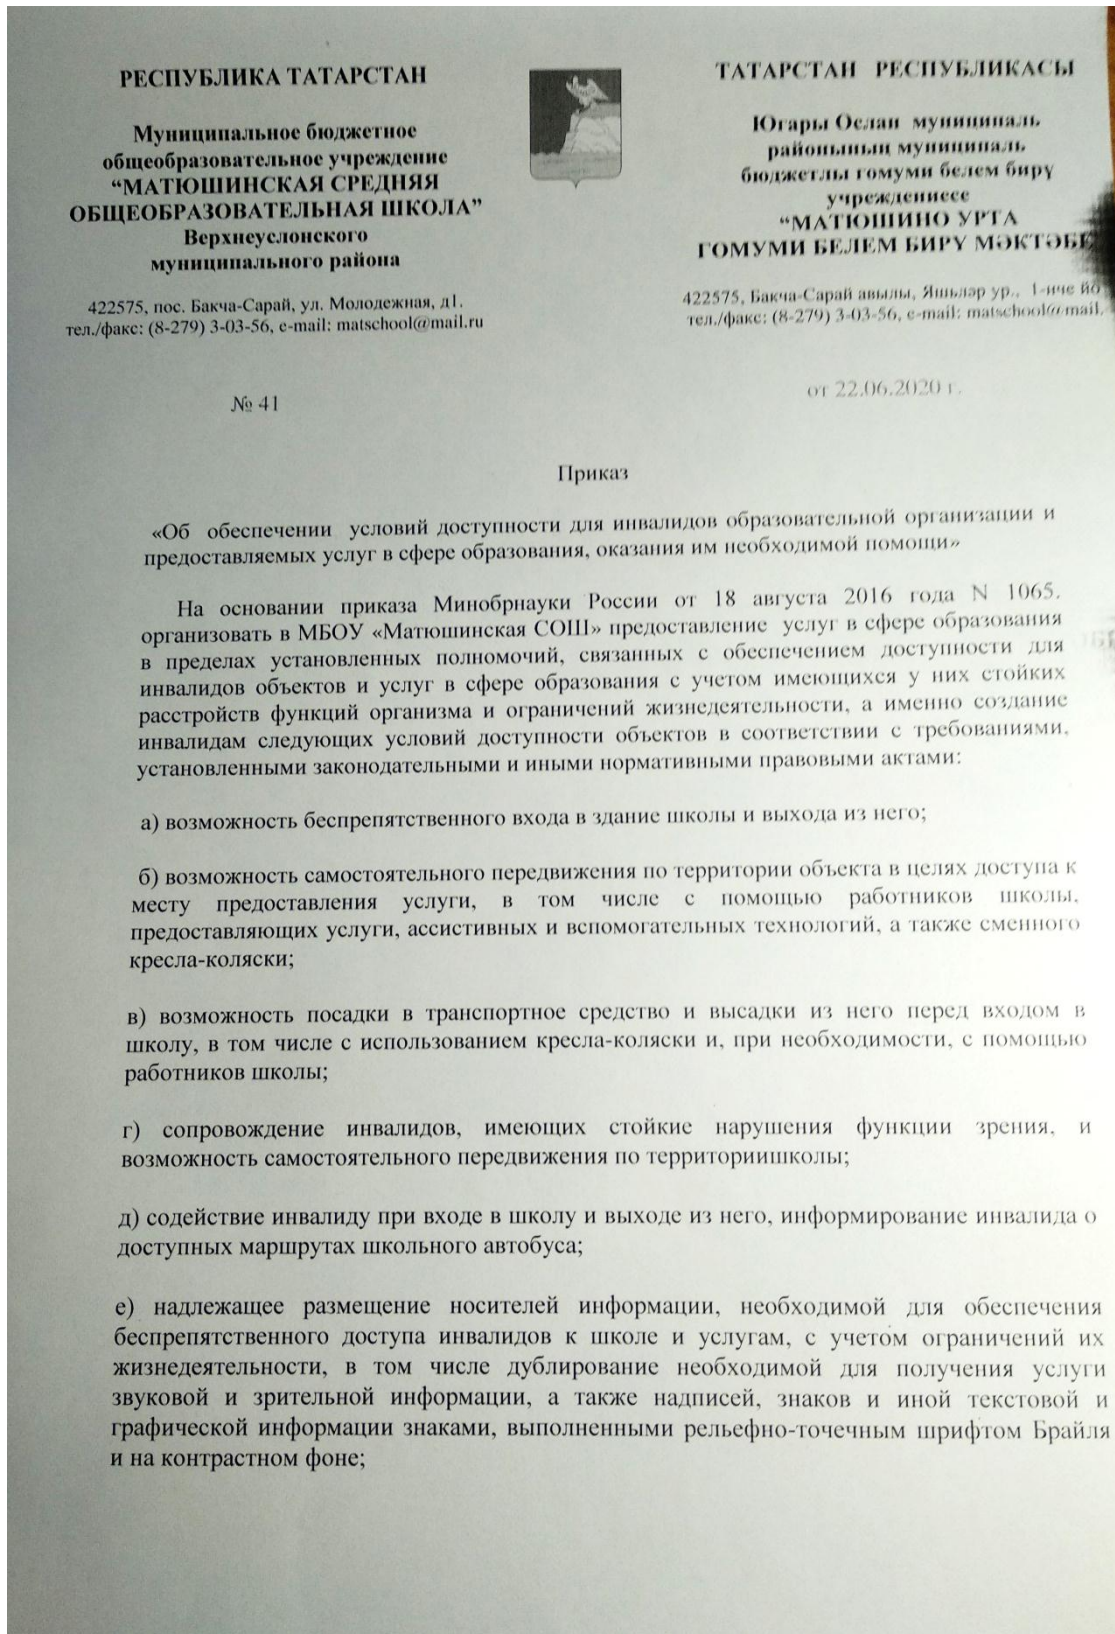 РЕСПУБЛИКА ТАТАРСТАН
Муниципальное бюджетное
общеобразовательное учреждение
“МАТЮШИНСКАЯ СРЕДНЯЯ
ОБЩЕОБРАЗОВАТЕЛЬНАЯ ШКОЛА”
Верхнеуслонского
муниципального района
422575, пос. Бакча-Сарай, ул. Молодежная, д1.
тел./факс: (8-279) 3-03-56, e-mail: matschool@mail.ru
ТАТАРСТАН РЕСПУБЛИКАСЫ
Югары Ослан муниципаль
районының муниципаль
бюджетлы гомуми белем бирү
учреждениесе
“МАТЮШИНО УРТА
ГОМУМИ БЕЛЕМ БИРҮ МӘКТӘБЕ
422575, Бакча-Сарай авылы, Яшьләр ур., 1-нче йо
тел./факс: (8-279) 3-03-56, e-mail: matschool@mail.
№ 41
от 22.06.2020 г.
Приказ
«Об обеспечении условий доступности для инвалидов образовательной организации и
предоставляемых услуг в сфере образования, оказания им необходимой помощи»
На основании приказа Минобрнауки России от 18 августа 2016 года N 1065,
организовать в МБОУ «Матюшинская СОШ» предоставление услуг в сфере образования
в пределах установленных полномочий, связанных с обеспечением доступности для
инвалидов объектов и услуг в сфере образования с учетом имеющихся у них стойких
расстройств функций организма и ограничений жизнедеятельности, а именно создание
инвалидам следующих условий доступности объектов в соответствии с требованиями,
установленными законодательными и иными нормативными правовыми актами:
а) возможность беспрепятственного входа в здание школы и выхода из него;
б) возможность самостоятельного передвижения по территории объекта в целях доступа к
месту предоставления услуги, в том числе с помощью работников школы,
предоставляющих услуги, ассистивных и вспомогательных технологий, а также сменного
кресла-коляски;
в) возможность посадки в транспортное средство и высадки из него перед входом в
школу, в том числе с использованием кресла-коляски и, при необходимости, с помощью
работников школы;
г) сопровождение инвалидов, имеющих стойкие нарушения функции зрения, и
возможность самостоятельного передвижения по территориишколы;
д) содействие инвалиду при входе в школу и выходе из него, информирование инвалида о
доступных маршрутах школьного автобуса;
е) надлежащее размещение носителей информации, необходимой для обеспечения
беспрепятственного доступа инвалидов к школе и услугам, с учетом ограничений их
жизнедеятельности, в том числе дублирование необходимой для получения услуги
звуковой и зрительной информации, а также надписей, знаков и иной текстовой и
графической информации знаками, выполненными рельефно-точечным шрифтом Брайля
и на контрастном фоне;